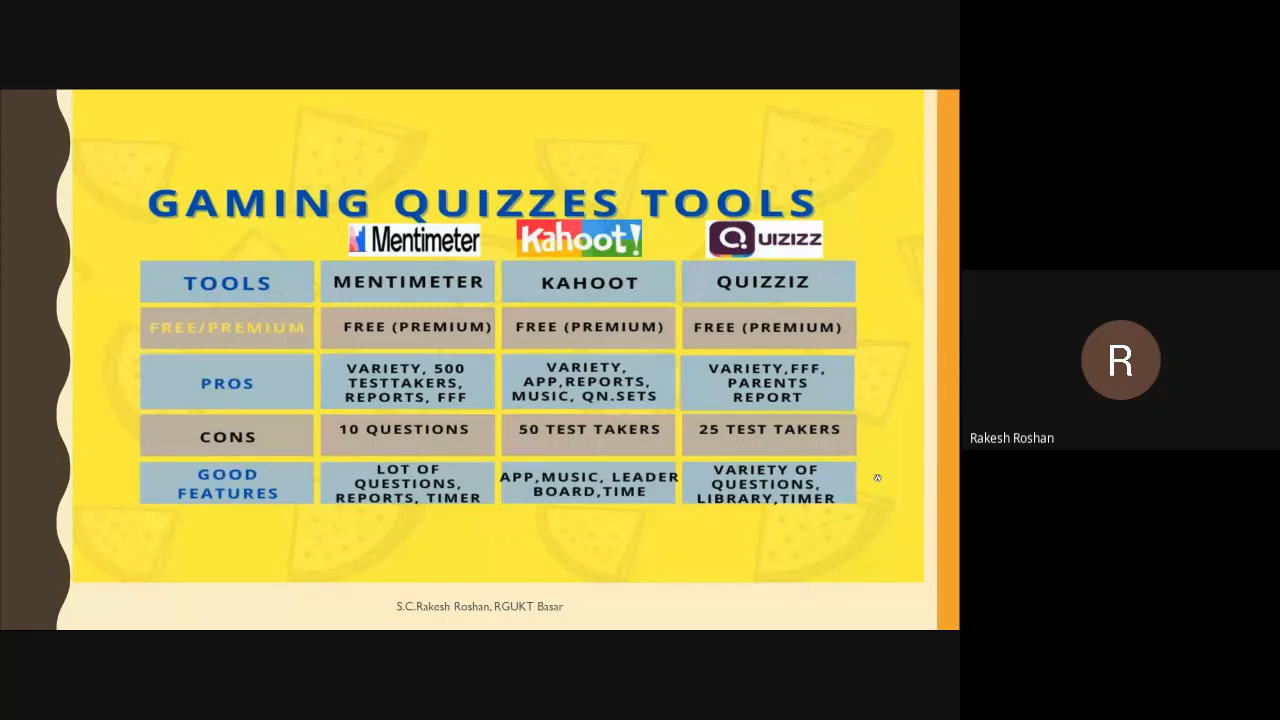 GAMING QUIZZES TOOLS
Mentimeter Kahoot! QUIZIZZ
TOOLS MENTIMETER KAHOOT QUIZZIZ
FREE/PREMIUM FREE (PREMIUM) FREE (PREMIUM) FREE (PREMIUM)
PROS
VARIETY, 500
TESTTAKERS,
REPORTS, FFF
VARIETY,
APP,REPORTS,
MUSIC, QN.SETS
VARIETY,FFF,
PARENTS
REPORT
CONS 10 QUESTIONS 50 TEST TAKERS 25 TEST TAKERS
GOOD
FEATURES
LOT OF
QUESTIONS,
REPORTS, TIMER
APP,MUSIC, LEADER
BOARD,TIME
VARIETY OF
QUESTIONS,
LIBRARY,TIMER
S.C.Rakesh Roshan, RGUKT Basar
R
Rakesh Roshan